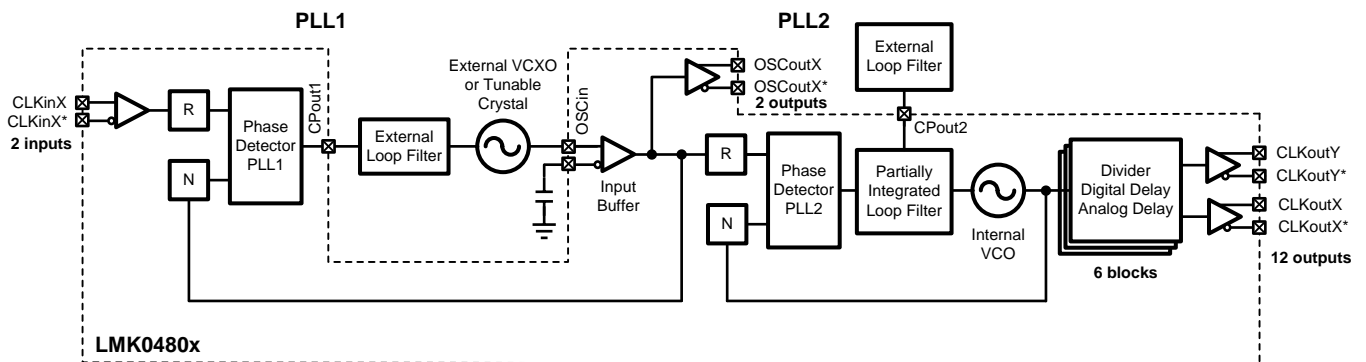 PLL1
PLL2
External
Loop Filter
External VCXO
or Tunable
Crystal
OSCin
OSCoutX
OSCoutX*
2 outputs
CLKinX
CLKinX*
2 inputs
R
N
Phase
Detector
PLL1
CPout1
External
Loop Filter
Input
Buffer
R
N
Phase
Detector
PLL2
CPout2
Partially
Integrated
Loop Filter
Internal
VCO
Divider
Digital Delay
Analog Delay
6 blocks
CLKoutY
CLKoutY*
CLKoutX
CLKoutX*
12 outputs
LMK0480x